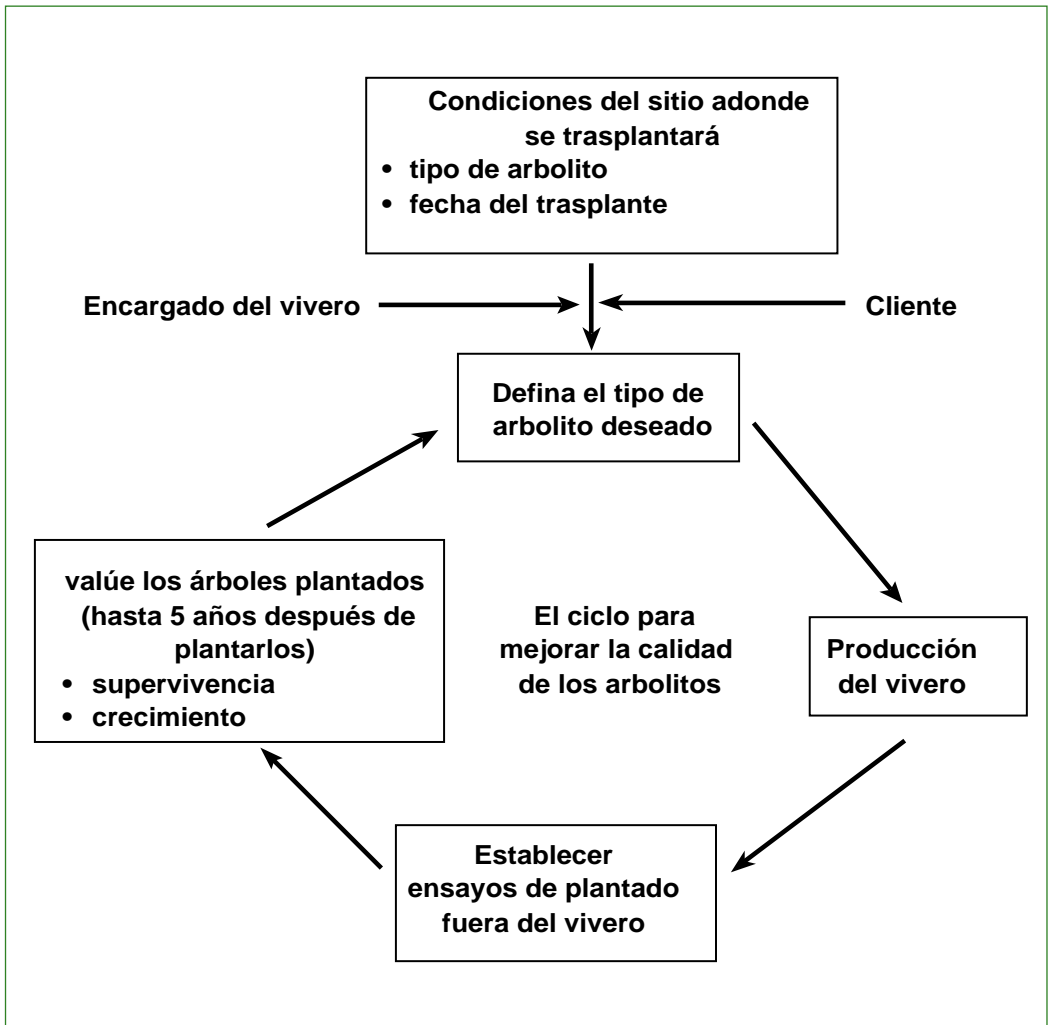 Condiciones del sitio adonde
se trasplantará
• tipo de arbolito
• fecha del trasplante
Encargado del vivero
Cliente
Defina el tipo de
arbolito deseado
valúe los árboles plantados
(hasta 5 años después de
plantarlos)
• supervivencia
• crecimiento
El ciclo para
mejorar la calidad
de los arbolitos
Producción
del vivero
Establecer
ensayos de plantado
fuera del vivero